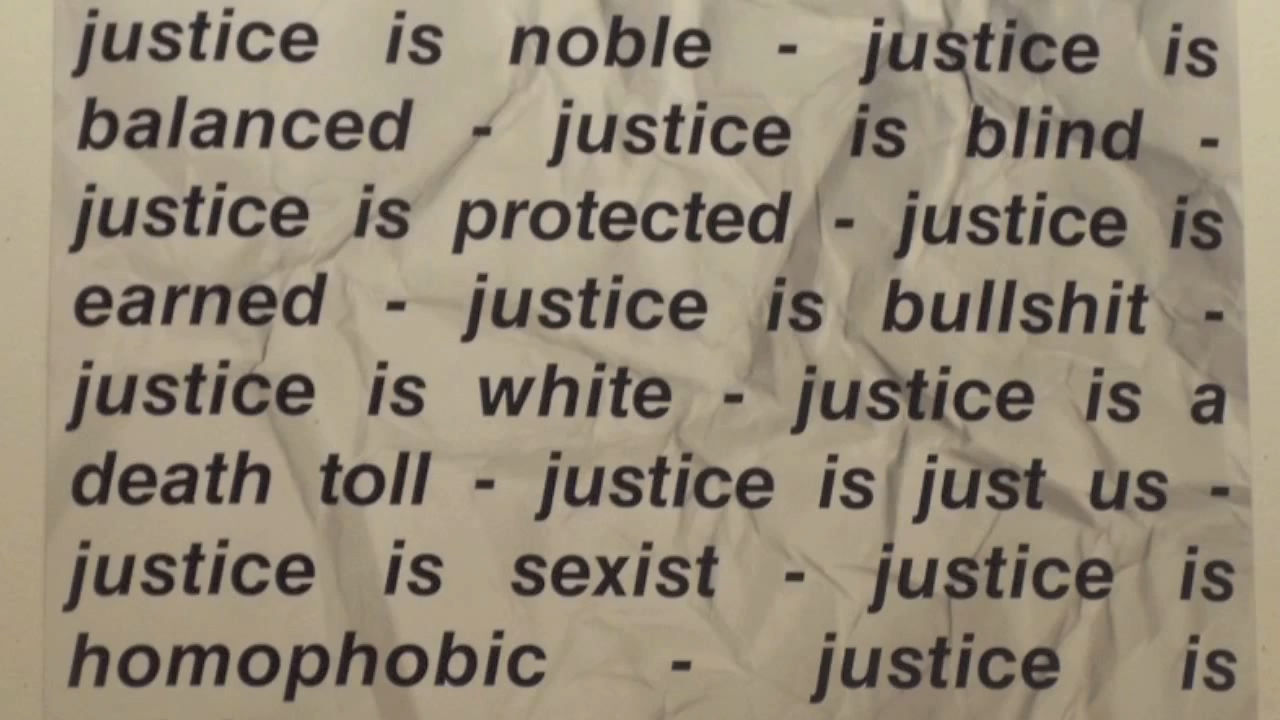 justice is noble - justice is
balanced - justice is blind -
justice is protected - justice is
earned - justice is bullshit -
justice is white - justice is a
death toll - justice is just us -
justice is sexist - justice is
homophobic - justice is